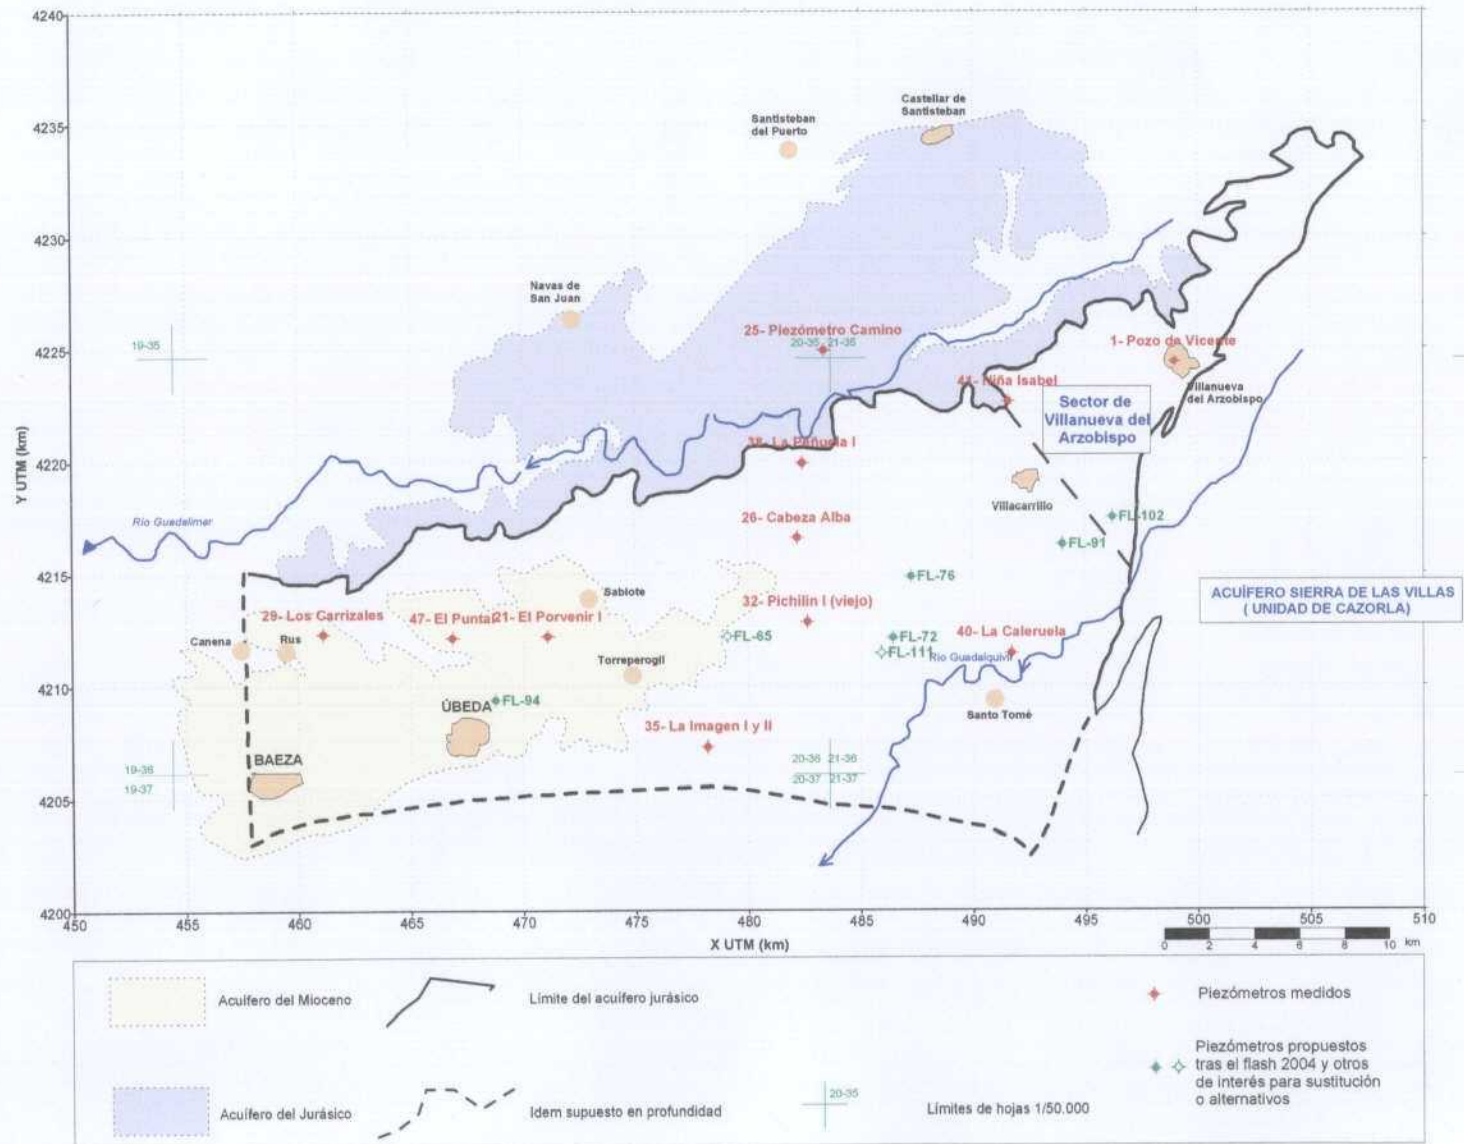 4240
4235
4230
4225
4220
4215
4210
4205
4200
Y UTM (km)
Castellar de
Santisteban
Santisteban
del Puerto
Navas de
San Juan
25- Piezómetro Camino
19-35
20-35
21-35
1- Pozo de Vicente
Villanueva
del Arzobispo
41- Niña Isabel
Sector de
Villanueva del
Arzobispo
38- La Pañuela I
Villacarrillo
Río Guadalimar
26- Cabeza Alba
FL-102
FL-91
FL-76
ACUÍFERO SIERRA DE LAS VILLAS
( UNIDAD DE CAZORLA)
Sabiote
32- Pichilin I (viejo)
29- Los Carrizales
47- El Puntal
21- El Porvenir I
Canena
Rus
FL-65
FL-72
FL-111
40- La Caleruela
Río Guadalquivir
Torreperogil
FL-94
ÚBEDA
Santo Tomé
35- La Imagen I y II
BAEZA
19-36
19-37
20-36
21-36
20-37
21-37
450
455
460
465
470
475
480
485
490
495
500
505
510
X UTM (km)
0
2
4
6
8
10
km
Acuífero del Mioceno
Límite del acuífero jurásico
Piezómetros medidos
Piezómetros propuestos
tras el flash 2004 y otros
de interés para sustitución
o alternativos
Acuífero del Jurásico
Idem supuesto en profundidad
20-35
Límites de hojas 1/50.000